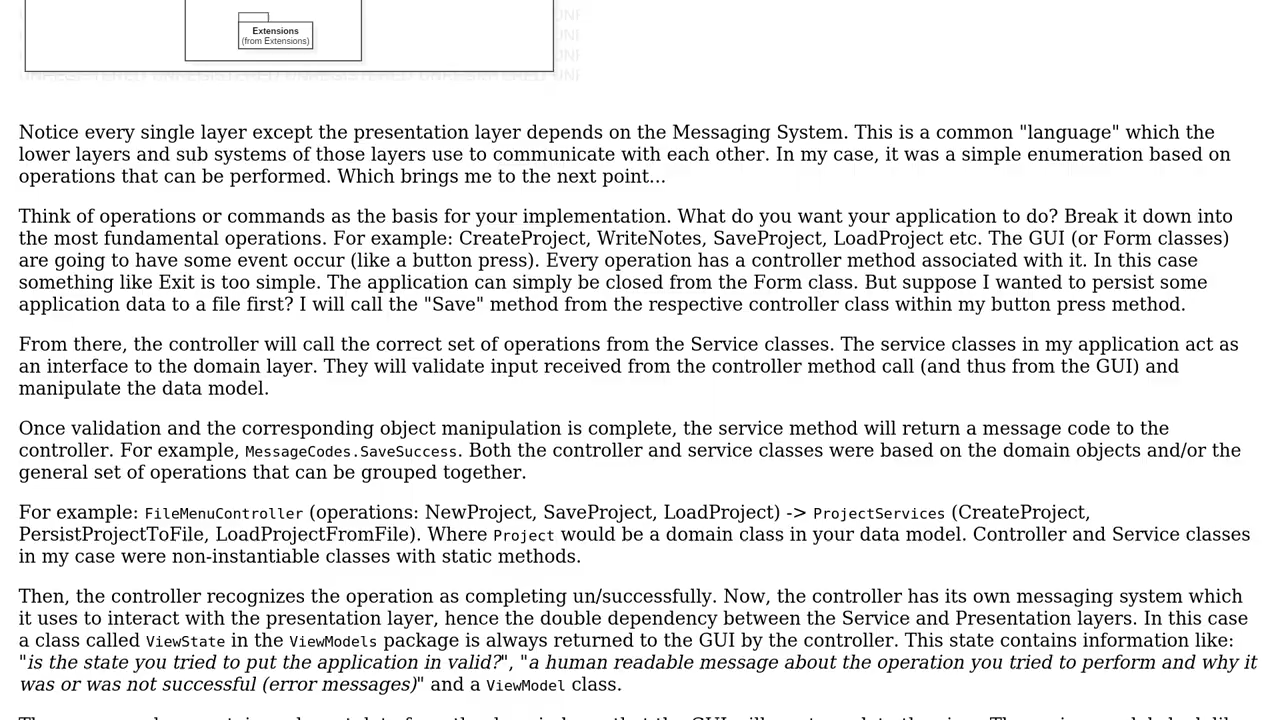 Extensions
(from Extensions)
UNREGISTERED UNREGISTERED UNREGISTERED UNREGISTERED UNF
Notice every single layer except the presentation layer depends on the Messaging System. This is a common "language" which the
lower layers and sub systems of those layers use to communicate with each other. In my case, it was a simple enumeration based on
operations that can be performed. Which brings me to the next point...
Think of operations or commands as the basis for your implementation. What do you want your application to do? Break it down into
the most fundamental operations. For example: CreateProject, WriteNotes, SaveProject, LoadProject etc. The GUI (or Form classes)
are going to have some event occur (like a button press). Every operation has a controller method associated with it. In this case
something like Exit is too simple. The application can simply be closed from the Form class. But suppose I wanted to persist some
application data to a file first? I will call the "Save" method from the respective controller class within my button press method.
From there, the controller will call the correct set of operations from the Service classes. The service classes in my application act as
an interface to the domain layer. They will validate input received from the controller method call (and thus from the GUI) and
manipulate the data model.
Once validation and the corresponding object manipulation is complete, the service method will return a message code to the
controller. For example, MessageCodes.SaveSuccess. Both the controller and service classes were based on the domain objects and/or the
general set of operations that can be grouped together.
For example: FileMenuController (operations: NewProject, SaveProject, LoadProject) -> ProjectServices (CreateProject,
PersistProjectToFile, LoadProjectFromFile). Where Project would be a domain class in your data model. Controller and Service classes
in my case were non-instantiable classes with static methods.
Then, the controller recognizes the operation as completing un/successfully. Now, the controller has its own messaging system which
it uses to interact with the presentation layer, hence the double dependency between the Service and Presentation layers. In this case
a class called ViewState in the ViewModels package is always returned to the GUI by the controller. This state contains information like:
"is the state you tried to put the application in valid?", "a human readable message about the operation you tried to perform and why it
was or was not successful (error messages)" and a ViewModel class.